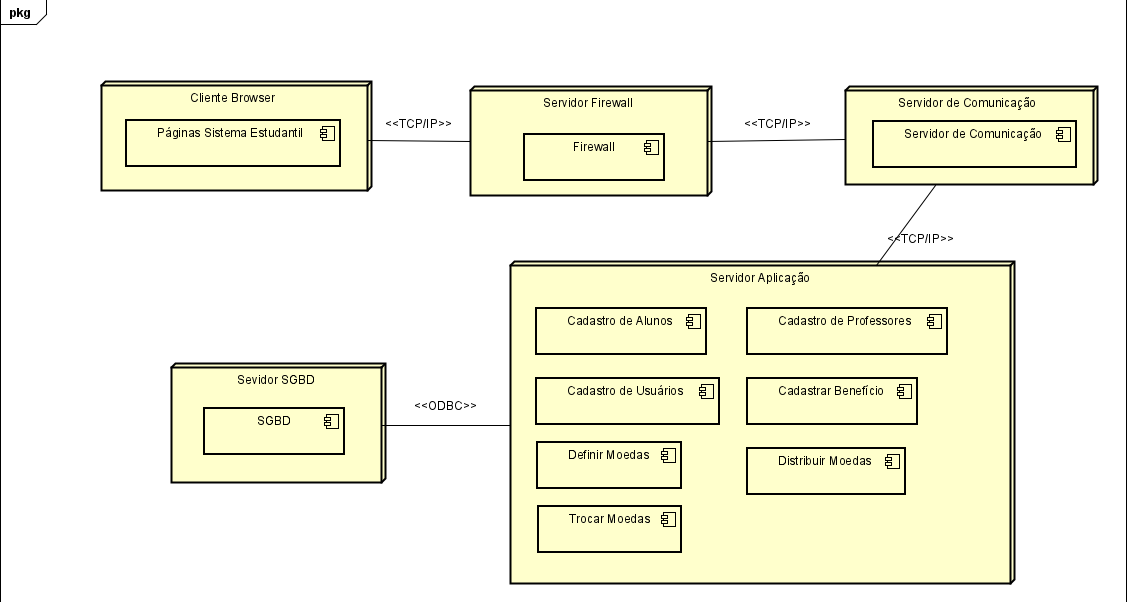 pkg
Cliente Browser
Páginas Sistema Estudantil
<<TCP/IP>>
Servidor Firewall
Firewall
<<TCP/IP>>
Servidor de Comunicação
Servidor de Comunicação
<<TCP/IP>>
Servidor Aplicação
Cadastro de Alunos
Cadastro de Professores
Cadastro de Usuários
Cadastrar Benefício
Definir Moedas
Distribuir Moedas
Trocar Moedas
<<ODBC>>
Sevidor SGBD
SGBD